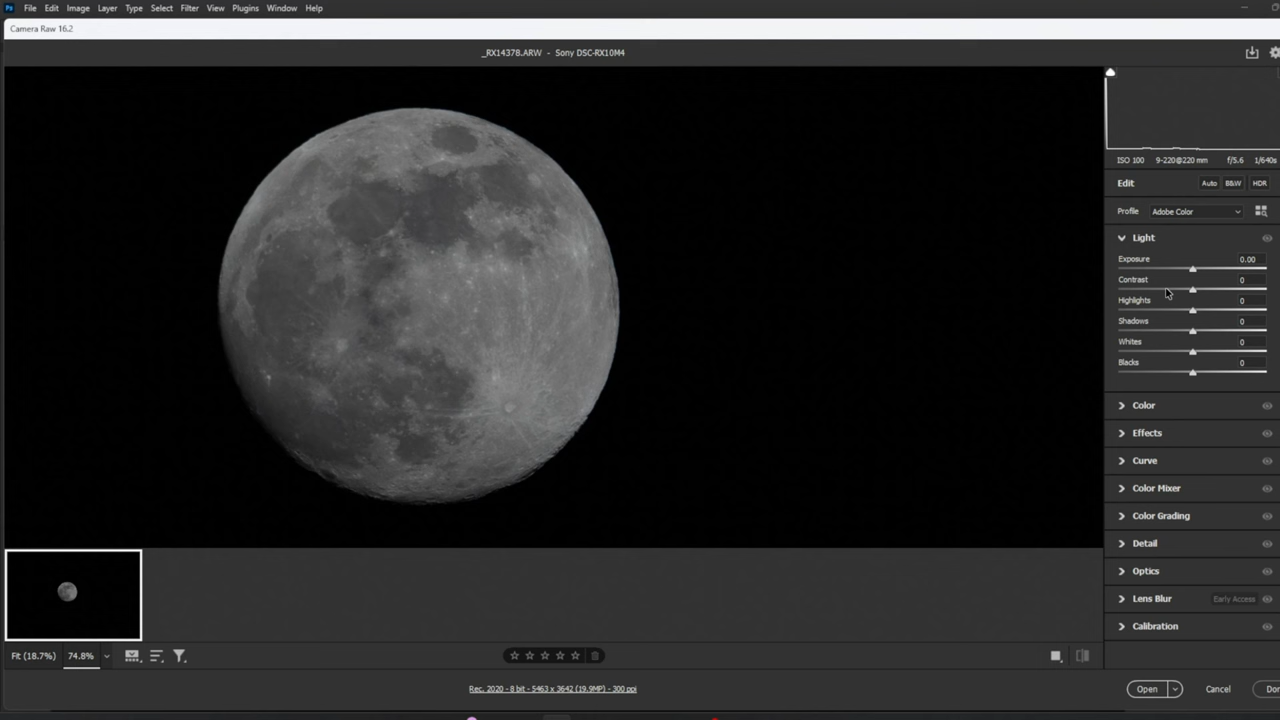 Ps File Edit Image Layer Type Select Filter View Plugins Window Help
Camera Raw 16.2
_RX14378.ARW - Sony DSC-RX10M4
ISO 100 9-220@220 mm f/5.6 1/640s
Edit Auto B&W HDR
Profile Adobe Color
Light
Exposure 0.00
Contrast 0
Highlights 0
Shadows 0
Whites 0
Blacks 0
Color
Effects
Curve
Color Mixer
Color Grading
Detail
Optics
Lens Blur Early Access
Calibration
Fit (18.7%) 74.8%
Rec. 2020 - 8 bit - 5463 x 3642 (19.9MP) - 300 ppi
Open Cancel Don